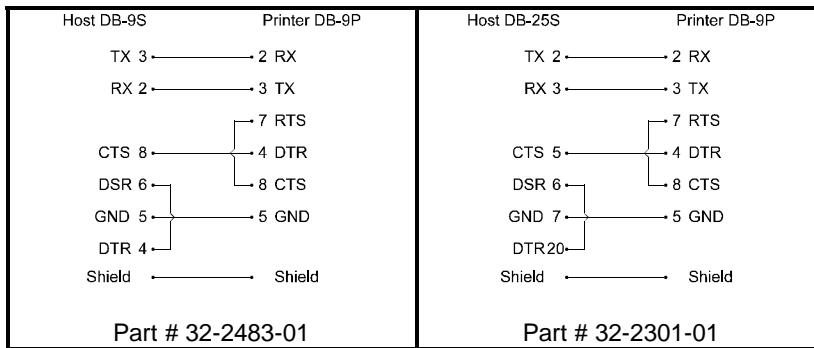 Host DB-9S Printer DB-9P
TX 3 2 RX
RX 2 3 TX
7 RTS
CTS 8 4 DTR
DSR 6 8 CTS
GND 5 5 GND
DTR 4
Shield Shield
Part # 32-2483-01
Host DB-25S Printer DB-9P
TX 2 2 RX
RX 3 3 TX
7 RTS
CTS 5 4 DTR
DSR 6 8 CTS
GND 7 5 GND
DTR20
Shield Shield
Part # 32-2301-01